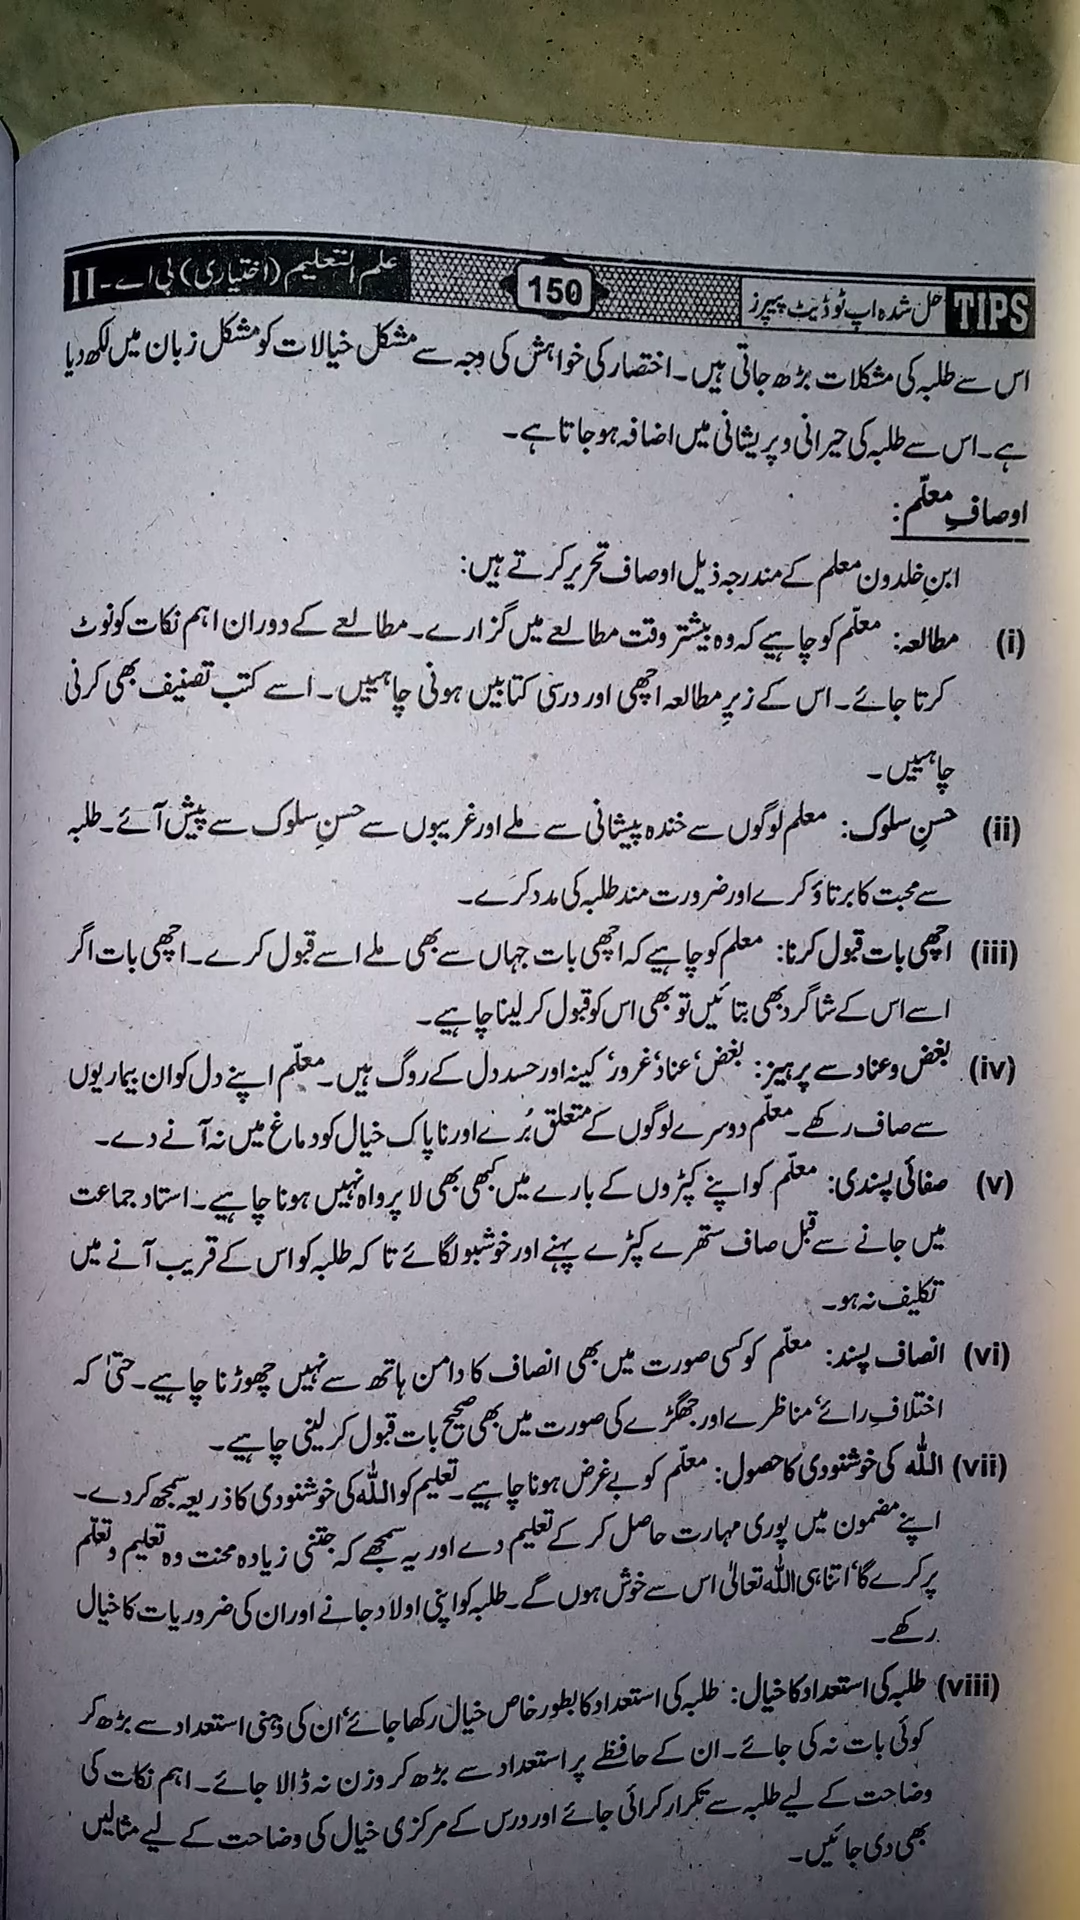 TIPS حل شدہ اپ ٹو ڈیٹ پیپرز 150 علم التعلیم (اختیاری) بی اے-II
اس سے طلبہ کی مشکلات بڑھ جاتی ہیں۔ اختصار کی خواہش کی وجہ سے مشکل خیالات کو مشکل زبان میں لکھ دیا
ہے۔ اس سے طلبہ کی حیرانی و پریشانی میں اضافہ ہو جاتا ہے۔
اوصافِ معلّم:
ابنِ خلدون معلم کے مندرجہ ذیل اوصاف تحریر کرتے ہیں:
(i) مطالعہ: معلّم کو چاہیے کہ وہ بیشتر وقت مطالعے میں گزارے۔ مطالعے کے دوران اہم نکات کو نوٹ
کرتا جائے۔ اس کے زیرِ مطالعہ اچھی اور درسی کتابیں ہونی چاہییں۔ اسے کتب تصنیف بھی کرنی
چاہییں۔
(ii) حسنِ سلوک: معلم لوگوں سے خندہ پیشانی سے ملے اور غریبوں سے حسنِ سلوک سے پیش آئے۔ طلبہ
سے محبت کا برتاؤ کرے اور ضرورت مند طلبہ کی مدد کرے۔
(iii) اچھی بات قبول کرنا: معلم کو چاہیے کہ اچھی بات جہاں سے بھی ملے اسے قبول کرے۔ اچھی بات اگر
اسے اس کے شاگرد بھی بتائیں تو بھی اس کو قبول کر لینا چاہیے۔
(iv) بغض و عناد سے پرہیز: بغض‘ عناد‘ غرور‘ کینہ اور حسد دل کے روگ ہیں۔ معلّم اپنے دل کو ان بیماریوں
سے صاف رکھے۔ معلّم دوسرے لوگوں کے متعلق بُرے اور ناپاک خیال کو دماغ میں نہ آنے دے۔
(v) صفائی پسندی: معلّم کو اپنے کپڑوں کے بارے میں کبھی بھی لا پرواہ نہیں ہونا چاہیے۔ استاد جماعت
میں جانے سے قبل صاف ستھرے کپڑے پہنے اور خوشبو لگائے تا کہ طلبہ کو اس کے قریب آنے میں
تکلیف نہ ہو۔
(vi) انصاف پسند: معلّم کو کسی صورت میں بھی انصاف کا دامن ہاتھ سے نہیں چھوڑنا چاہیے۔ حتیٰ کہ
اختلافِ رائے‘ مناظرے اور جھگڑے کی صورت میں بھی صحیح بات قبول کر لینی چاہیے۔
(vii) اللہ کی خوشنودی کا حصول: معلّم کو بے غرض ہونا چاہیے۔ تعلیم کو اللہ کی خوشنودی کا ذریعہ سمجھ کر دے۔
اپنے مضمون میں پوری مہارت حاصل کر کے تعلیم دے اور یہ سمجھے کہ جتنی زیادہ محنت وہ تعلیم و تعلّم
پر کرے گا‘ اتنا ہی اللہ تعالیٰ اس سے خوش ہوں گے۔ طلبہ کو اپنی اولاد جانے اور ان کی ضروریات کا خیال
رکھے۔
(viii) طلبہ کی استعداد کا خیال: طلبہ کی استعداد کا بطور خاص خیال رکھا جائے‘ ان کی ذہنی استعداد سے بڑھ کر
کوئی بات نہ کی جائے۔ ان کے حافظے پر استعداد سے بڑھ کر وزن نہ ڈالا جائے۔ اہم نکات کی
وضاحت کے لیے طلبہ سے تکرار کرائی جائے اور درس کے مرکزی خیال کی وضاحت کے لیے مثالیں
بھی دی جائیں۔